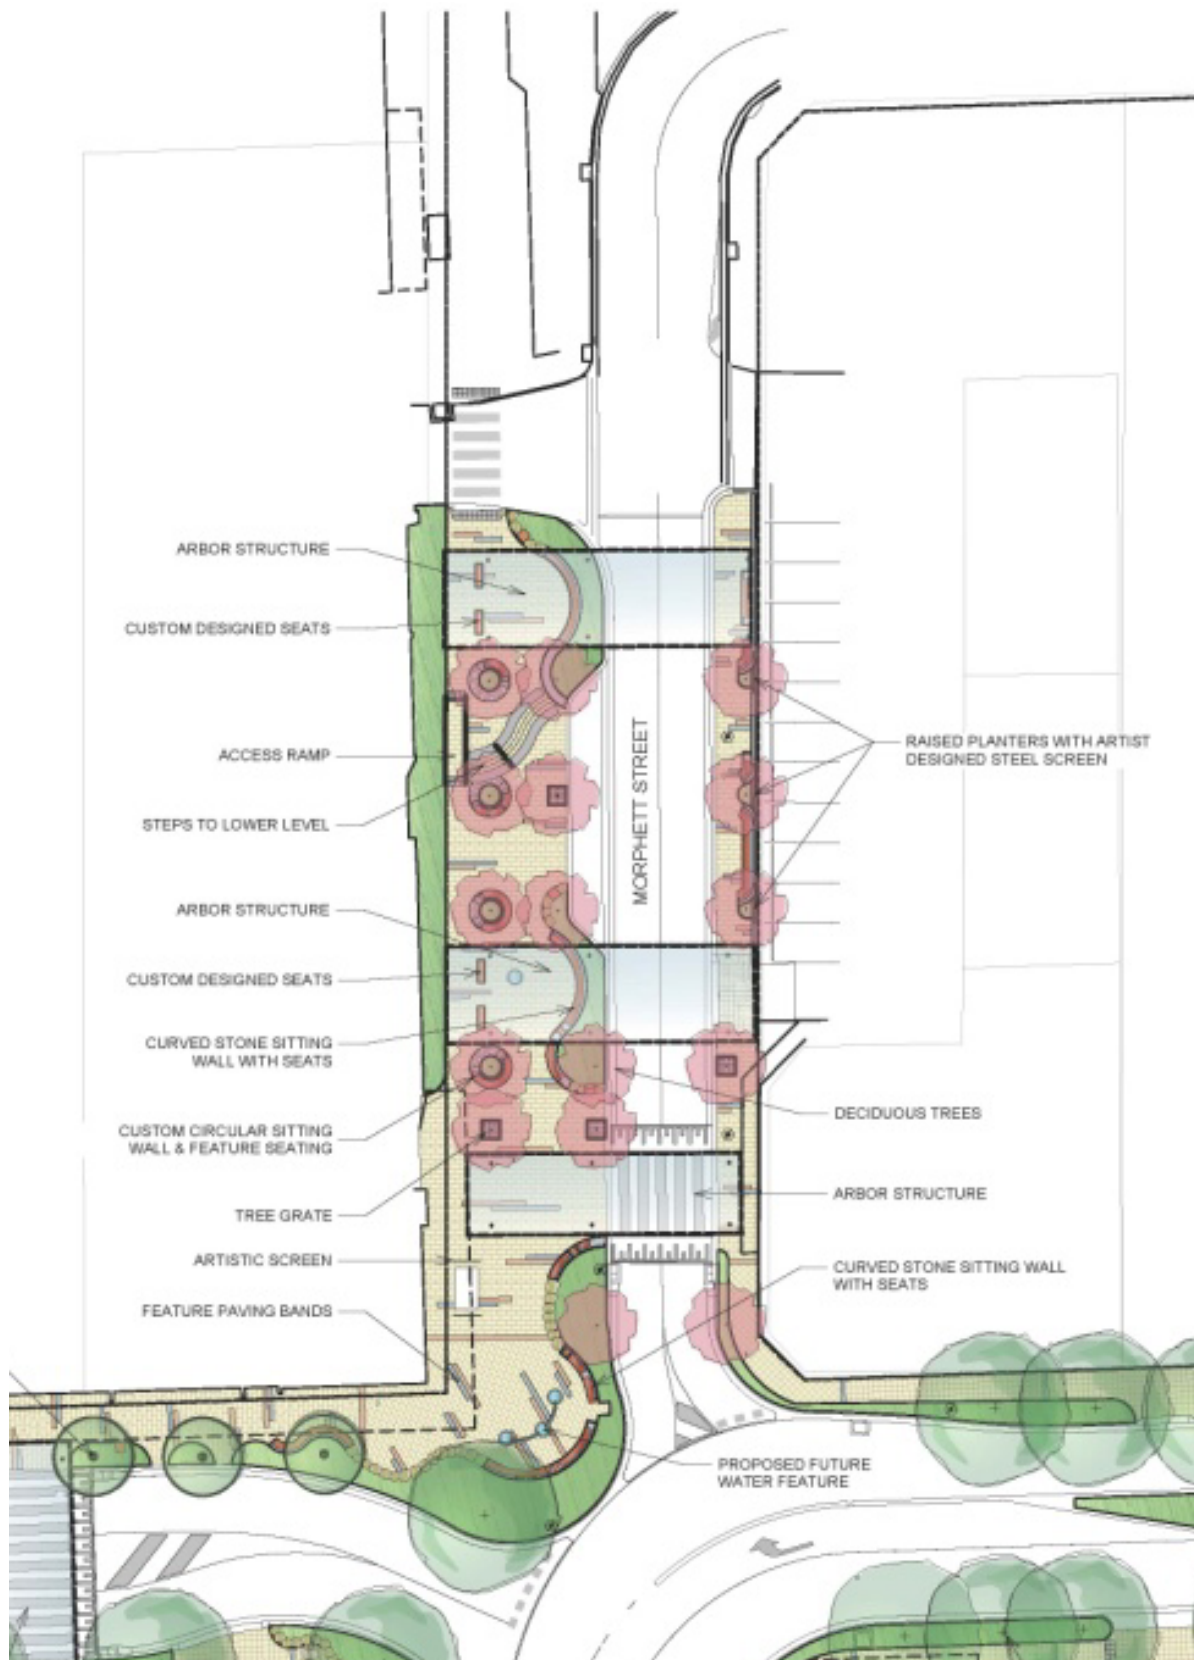 ARBOR STRUCTURE
CUSTOM DESIGNED SEATS
ACCESS RAMP
STEPS TO LOWER LEVEL
ARBOR STRUCTURE
CUSTOM DESIGNED SEATS
CURVED STONE SITTING
WALL WITH SEATS
CUSTOM CIRCULAR SITTING
WALL & FEATURE SEATING
TREE GRATE
ARTISTIC SCREEN
FEATURE PAVING BANDS
MORPHETT STREET
RAISED PLANTERS WITH ARTIST
DESIGNED STEEL SCREEN
DECIDUOUS TREES
ARBOR STRUCTURE
CURVED STONE SITTING WALL
WITH SEATS
PROPOSED FUTURE
WATER FEATURE